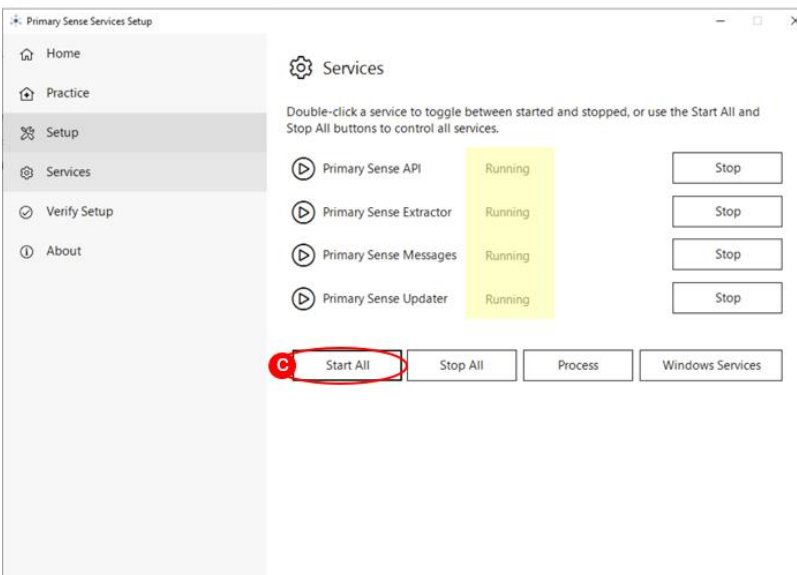 Primary Sense Services Setup
Home
Practice
Setup
Services
Verify Setup
About
Services
Double-click a service to toggle between started and stopped, or use the Start All and
Stop All buttons to control all services.
Primary Sense API Running Stop
Primary Sense Extractor Running Stop
Primary Sense Messages Running Stop
Primary Sense Updater Running Stop
C Start All Stop All Process Windows Services